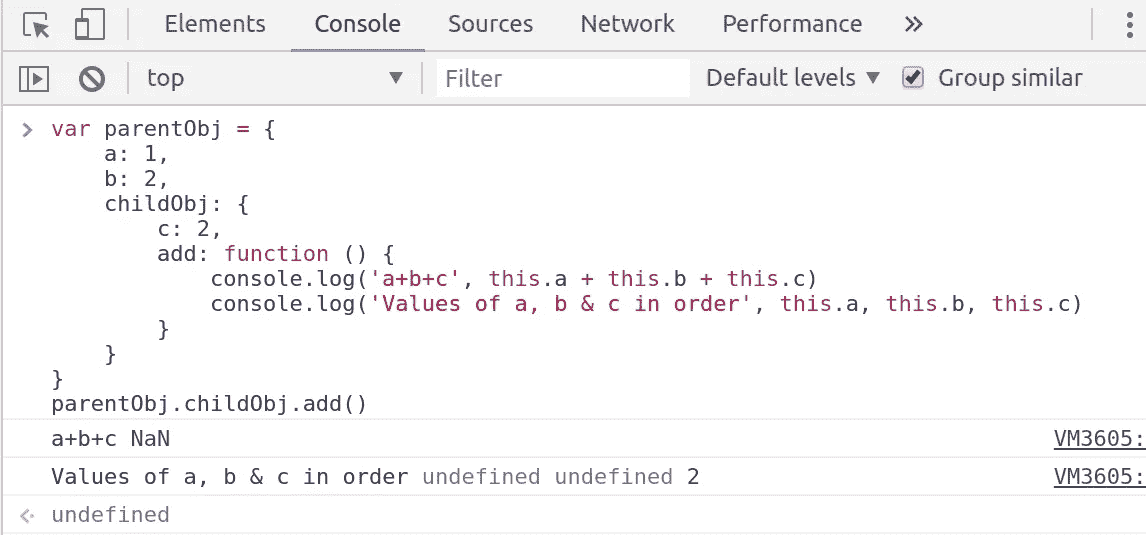 Elements Console Sources Network Performance »
top ▼ Filter Default levels ▼ Group similar
> var parentObj = {
    a: 1,
    b: 2,
    childObj: {
        c: 2,
        add: function () {
            console.log('a+b+c', this.a + this.b + this.c)
            console.log('Values of a, b & c in order', this.a, this.b, this.c)
        }
    }
}
parentObj.childObj.add()
a+b+c NaN VM3605:
Values of a, b & c in order undefined undefined 2 VM3605:
undefined